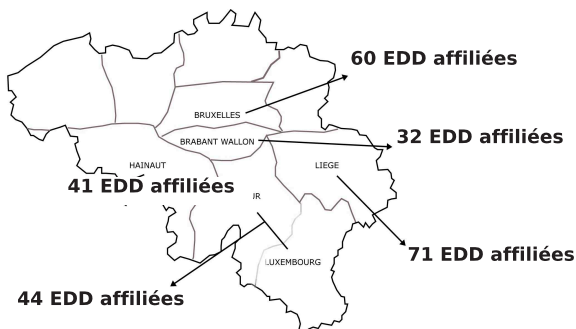 60 EDD affiliées
BRUXELLES
32 EDD affiliées
BRABANT WALLON
HAINAUT
LIEGE
41 EDD affiliées
UR
71 EDD affiliées
LUXEMBOURG
44 EDD affiliées